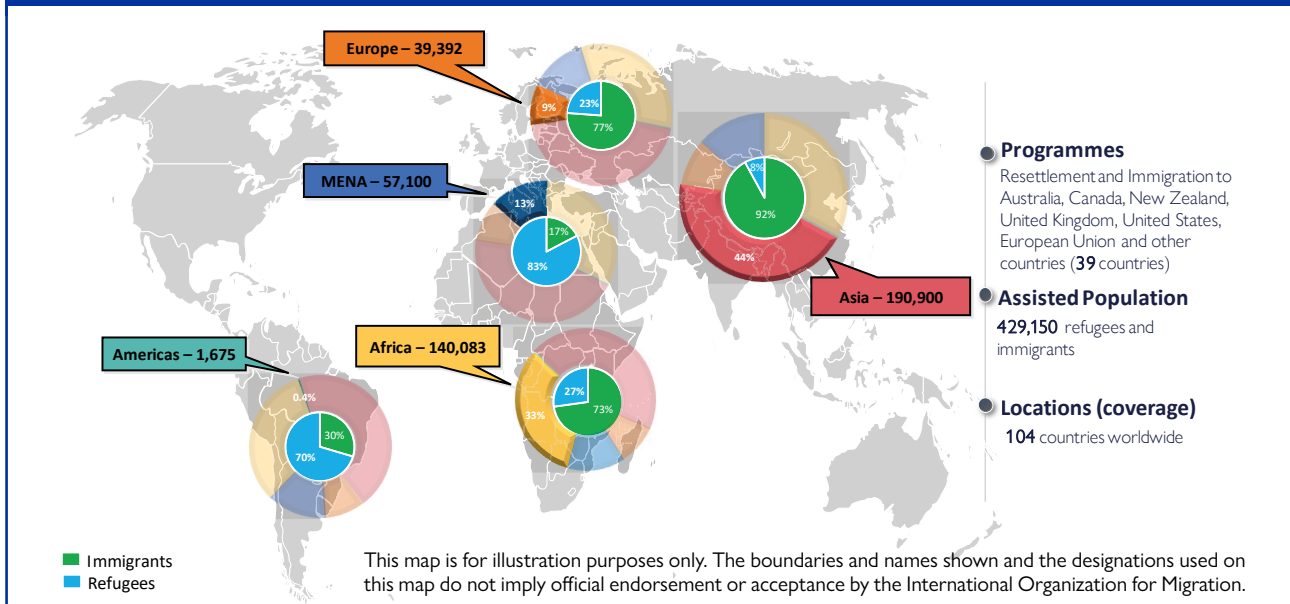 Europe – 39,392
9%
23%
77%
MENA – 57,100
13%
17%
83%
8%
92%
44%
Asia – 190,900
Americas – 1,675
0.4%
30%
70%
Africa – 140,083
33%
27%
73%
Programmes
Resettlement and Immigration to
Australia, Canada, New Zealand,
United Kingdom, United States,
European Union and other
countries (39 countries)
Assisted Population
429,150 refugees and
immigrants
Locations (coverage)
104 countries worldwide
Immigrants
Refugees
This map is for illustration purposes only. The boundaries and names shown and the designations used on
this map do not imply official endorsement or acceptance by the International Organization for Migration.